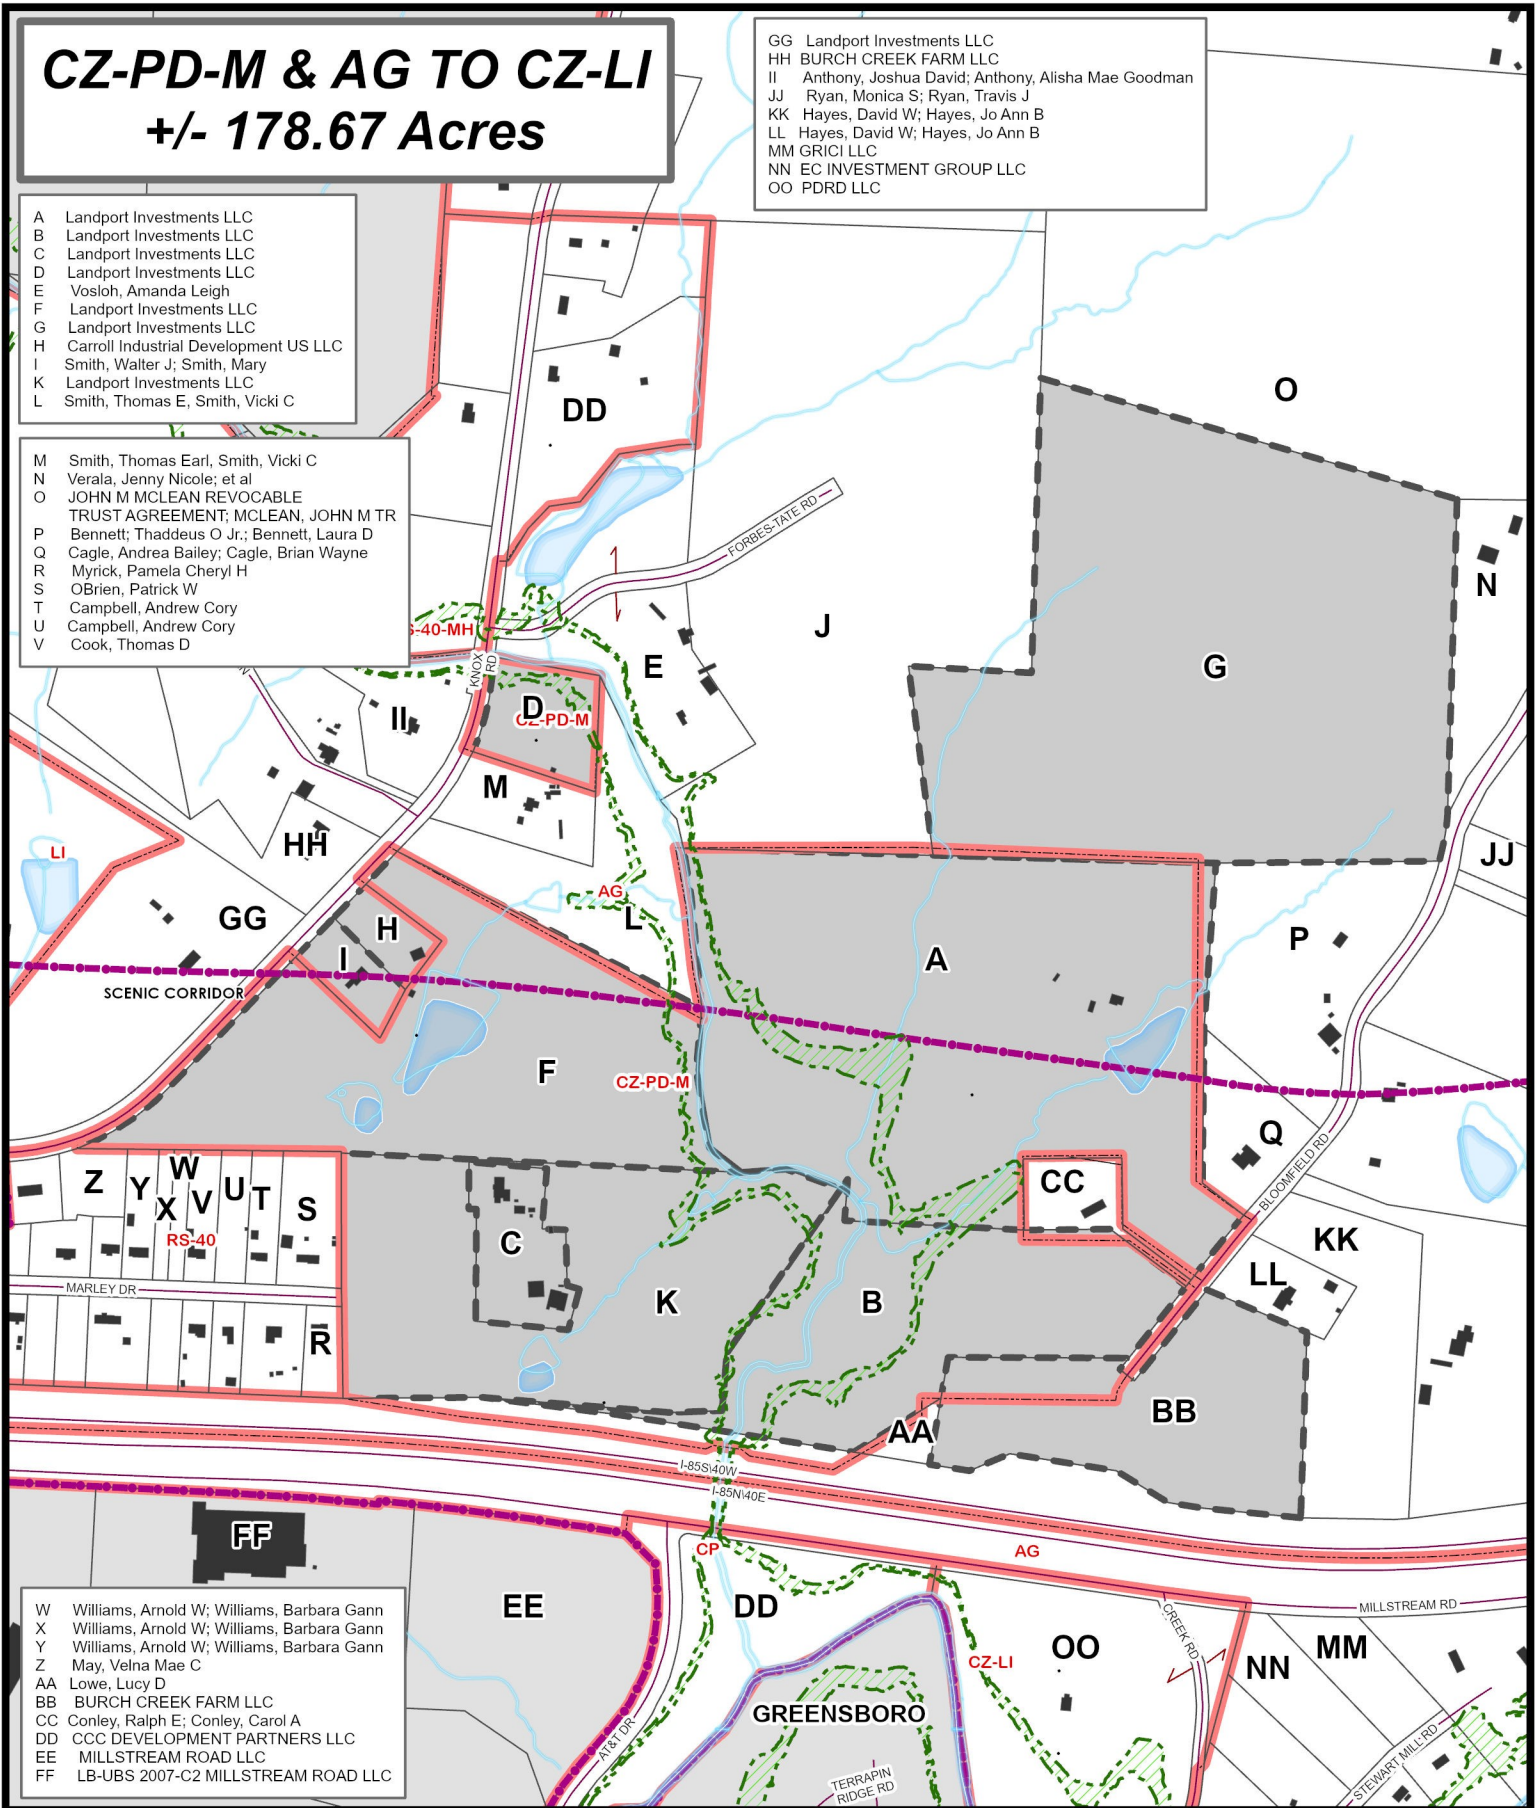 CZ-PD-M & AG TO CZ-LI
+/- 178.67 Acres
GG Landport Investments LLC
HH BURCH CREEK FARM LLC
II Anthony, Joshua David; Anthony, Alisha Mae Goodman
JJ Ryan, Monica S; Ryan, Travis J
KK Hayes, David W; Hayes, Jo Ann B
LL Hayes, David W; Hayes, Jo Ann B
MM GRICI LLC
NN EC INVESTMENT GROUP LLC
OO PDRD LLC
A Landport Investments LLC
B Landport Investments LLC
C Landport Investments LLC
D Landport Investments LLC
E Vosloh, Amanda Leigh
F Landport Investments LLC
G Landport Investments LLC
H Carroll Industrial Development US LLC
I Smith, Walter J; Smith, Mary
K Landport Investments LLC
L Smith, Thomas E, Smith, Vicki C
M Smith, Thomas Earl, Smith, Vicki C
N Verala, Jenny Nicole; et al
O JOHN M MCLEAN REVOCABLE
TRUST AGREEMENT; MCLEAN, JOHN M TR
P Bennett; Thaddeus O Jr.; Bennett, Laura D
Q Cagle, Andrea Bailey; Cagle, Brian Wayne
R Myrick, Pamela Cheryl H
S OBrien, Patrick W
T Campbell, Andrew Cory
U Campbell, Andrew Cory
V Cook, Thomas D
O
DD
FORBES-TATE RD
N
J
S-40-MH
KNOX RD
E
G
D
CZ-PD-M
II
M
HH
LI
JJ
AG
GG
H
L
P
I
A
SCENIC CORRIDOR
F
CZ-PD-M
Q
BLOOMFIELD RD
CC
Z
Y
W
X
V
U
T
S
RS-40
C
KK
LL
MARLEY DR
K
B
R
BB
AA
I-85S\40W
I-85N\40E
FF
CP
AG
EE
DD
MILLSTREAM RD
CREEK RD
OO
MM
NN
CZ-LI
GREENSBORO
AT&T DR
TERRAPIN
RIDGE RD
STEWART MILL RD
W Williams, Arnold W; Williams, Barbara Gann
X Williams, Arnold W; Williams, Barbara Gann
Y Williams, Arnold W; Williams, Barbara Gann
Z May, Velna Mae C
AA Lowe, Lucy D
BB BURCH CREEK FARM LLC
CC Conley, Ralph E; Conley, Carol A
DD CCC DEVELOPMENT PARTNERS LLC
EE MILLSTREAM ROAD LLC
FF LB-UBS 2007-C2 MILLSTREAM ROAD LLC